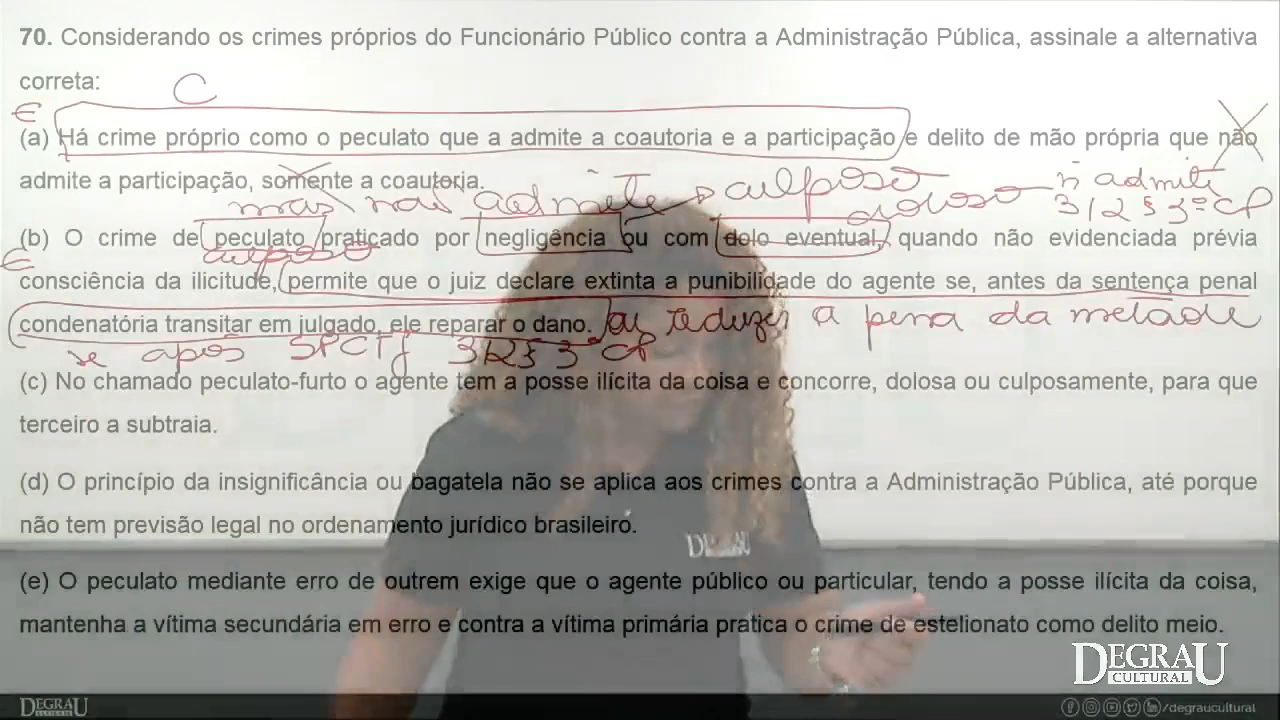 70. Considerando os crimes próprios do Funcionário Público contra a Administração Pública, assinale a alternativa
correta:
C
E
(a) Há crime próprio como o peculato que a admite a coautoria e a participação e delito de mão própria que não
admite a participação, somente a coautoria.
mas não admite culposo
doloso ñ admite
312 § 3º CP
(b) O crime de peculato praticado por negligência ou com dolo eventual, quando não evidenciada prévia
culposo
E
consciência da ilicitude, permite que o juiz declare extinta a punibilidade do agente se, antes da sentença penal
condenatória transitar em julgado, ele reparar o dano. ou reduzir a pena da metade
se após SPCTJ 312 § 3 CP
(c) No chamado peculato-furto o agente tem a posse ilícita da coisa e concorre, dolosa ou culposamente, para que
terceiro a subtraia.
(d) O princípio da insignificância ou bagatela não se aplica aos crimes contra a Administração Pública, até porque
não tem previsão legal no ordenamento jurídico brasileiro.
(e) O peculato mediante erro de outrem exige que o agente público ou particular, tendo a posse ilícita da coisa,
mantenha a vítima secundária em erro e contra a vítima primária pratica o crime de estelionato como delito meio.
DEGRAU
CULTURAL
DEGRAU
CULTURAL
/degraucultural